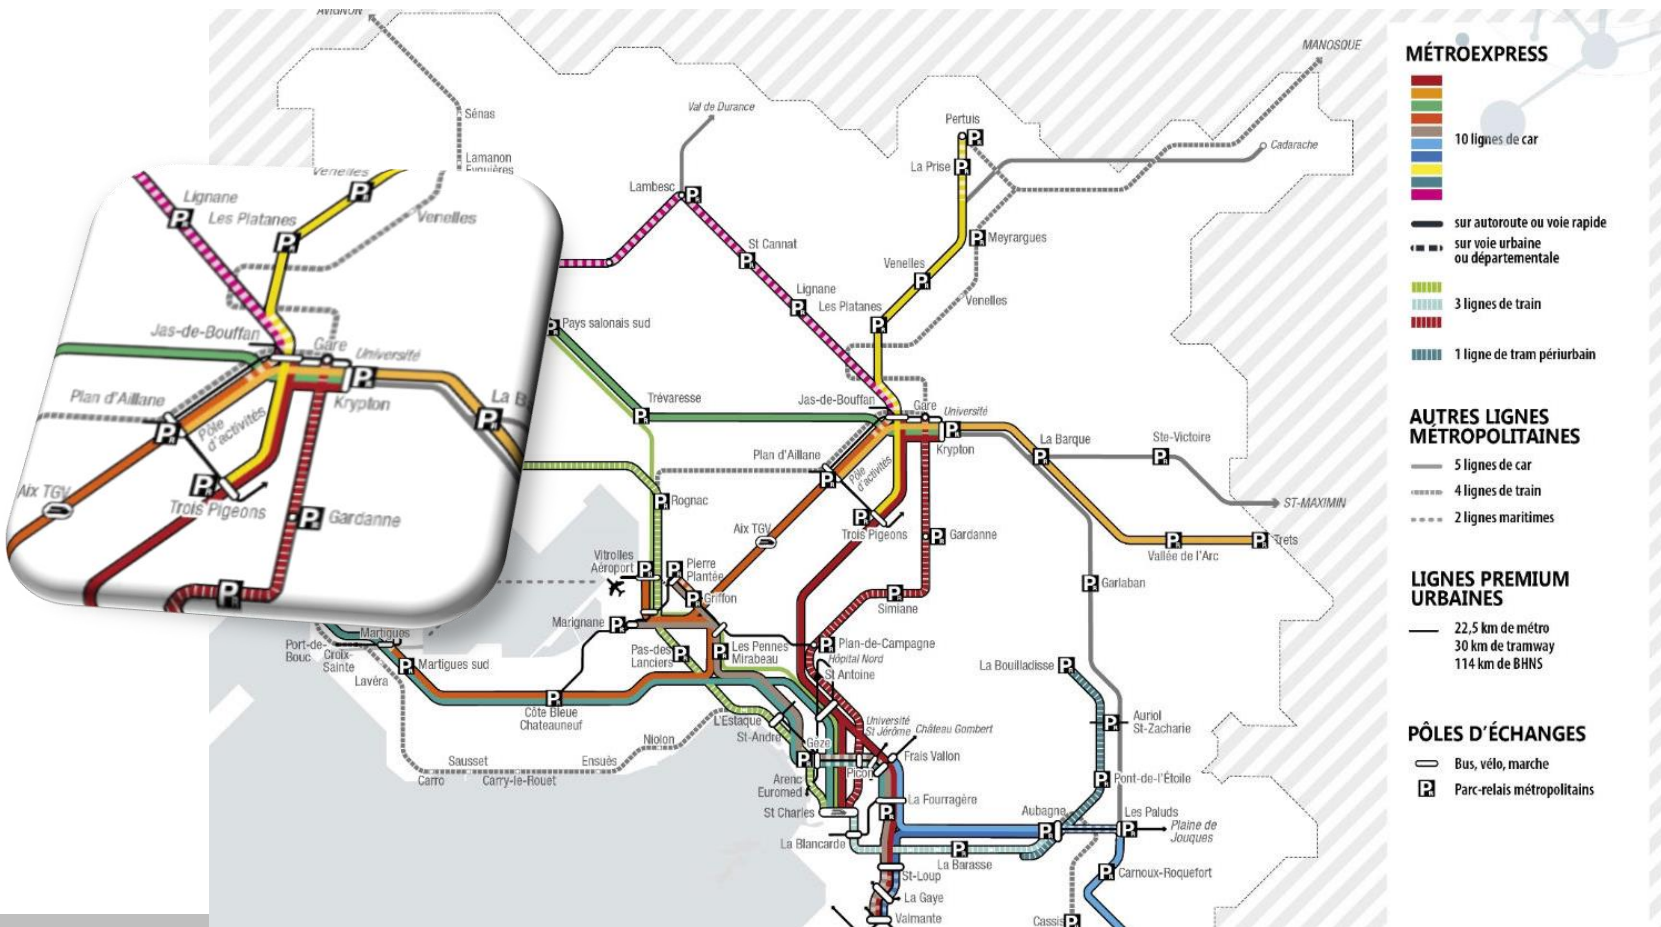 AVIGNON
MANOSQUE
Sénas
Val de Durance
Pertuis
La Prise
Cadarache
Lamanon
Eyguières
Lambesc
St Cannat
Meyrargues
Venelles
Lignane
Les Platanes
Venelles
Pays salonais sud
Trévaresse
Jas-de-Bouffan
Gare
Université
Krypton
La Barque
Ste-Victoire
Plan d'Aillane
Pôle
d'activités
ST-MAXIMIN
Rognac
Aix TGV
Trois Pigeons
Gardanne
Vallée de l'Arc
Trets
Vitrolles
Aéroport
Pierre
Plantée
Griffon
Simiane
Garlaban
Marignane
Martigues
Port-de-
Bouc
Croix-
Sainte
Lavéra
Martigues sud
Pas-des-
Lanciers
Les Pennes
Mirabeau
Plan-de-Campagne
Hôpital Nord
St Antoine
La Bouilladisse
Côte Bleue
Chateauneuf
L'Estaque
St-André
Université
St Jérôme
Château Gombert
Auriol
St-Zacharie
Niolon
Gèze
Frais Vallon
Sausset
Ensuès
Carro
Carry-le-Rouet
Picon
Arenc
Euromed
Pont-de-l'Étoile
St Charles
La Fourragère
Aubagne
Les Paluds
Plaine de
Jouques
La Blancarde
La Barasse
St-Loup
Carnoux-Roquefort
La Gaye
Valmante
Cassis
Venelles
Lignane
Les Platanes
Venelles
Jas-de-Bouffan
Gare
Université
Plan d'Aillane
Krypton
La B
Pôle
d'activités
Aix TGV
Trois Pigeons
Gardanne
MÉTROEXPRESS
10 lignes de car
sur autoroute ou voie rapide
sur voie urbaine
ou départementale
3 lignes de train
1 ligne de tram périurbain
AUTRES LIGNES
MÉTROPOLITAINES
5 lignes de car
4 lignes de train
2 lignes maritimes
LIGNES PREMIUM
URBAINES
22,5 km de métro
30 km de tramway
114 km de BHNS
PÔLES D'ÉCHANGES
Bus, vélo, marche
Parc-relais métropolitains